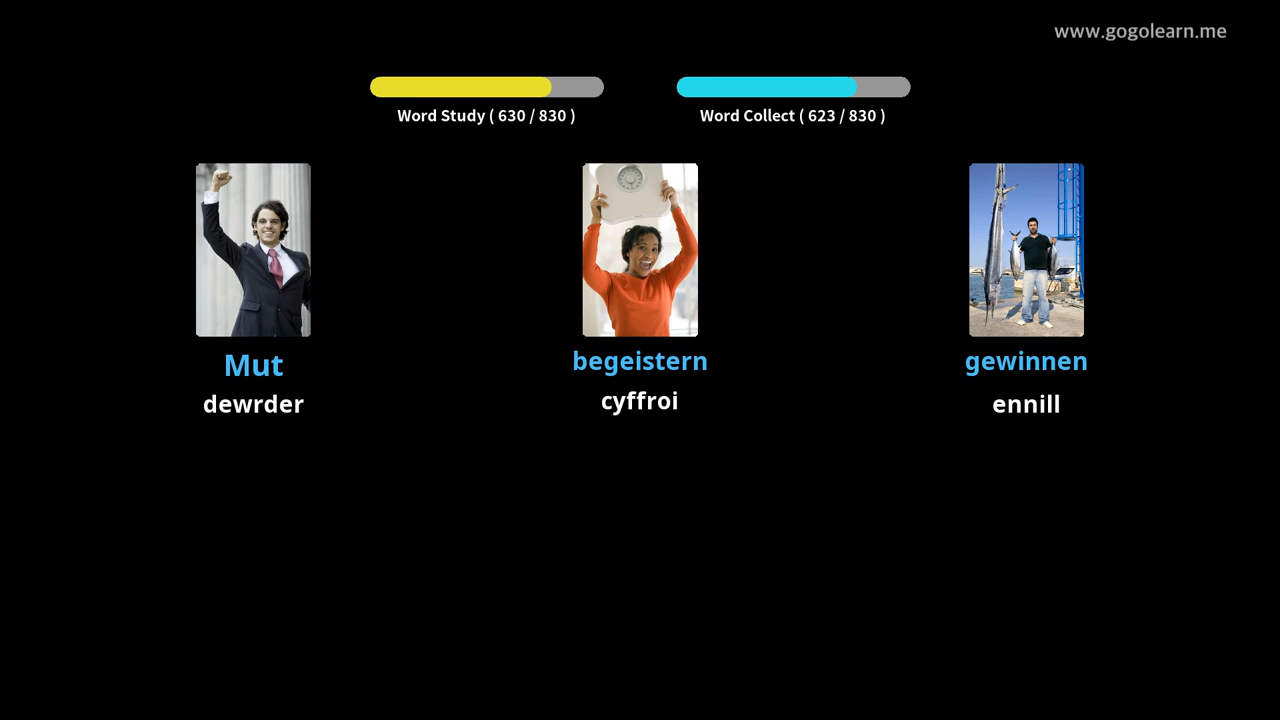 www.gogolearn.me
Word Study ( 630 / 830 )
Word Collect ( 623 / 830 )
Mut
dewrder
begeistern
cyffroi
gewinnen
ennill